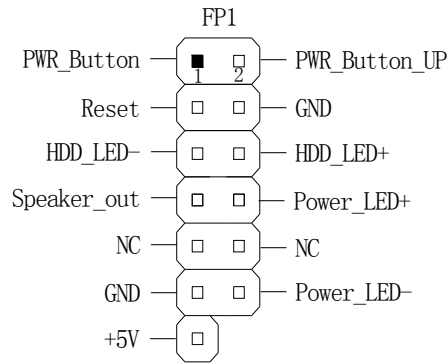 FP1
PWR_Button 1 2 PWR_Button_UP
Reset GND
HDD_LED- HDD_LED+
Speaker_out Power_LED+
NC NC
GND Power_LED-
+5V